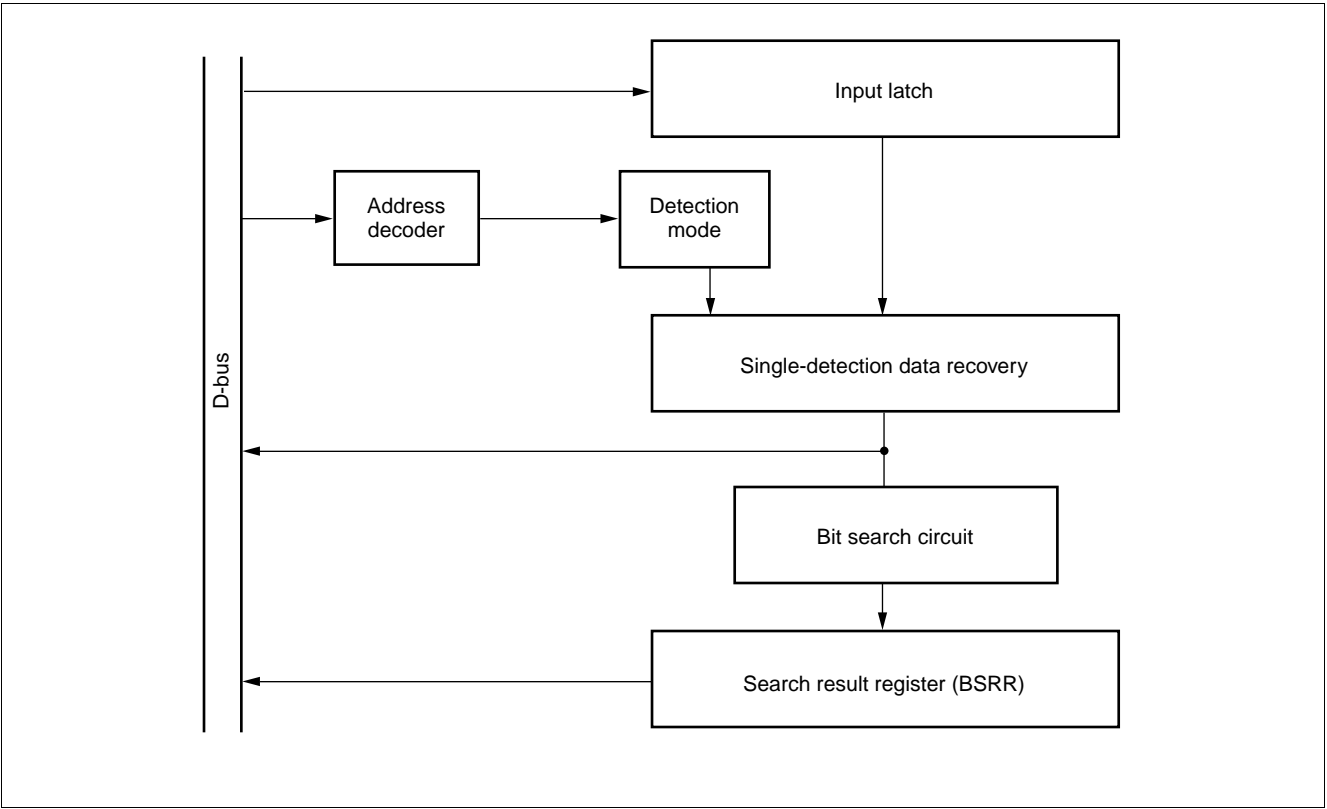 Input latch
Address
decoder
Detection
mode
Single-detection data recovery
D-bus
Bit search circuit
Search result register (BSRR)